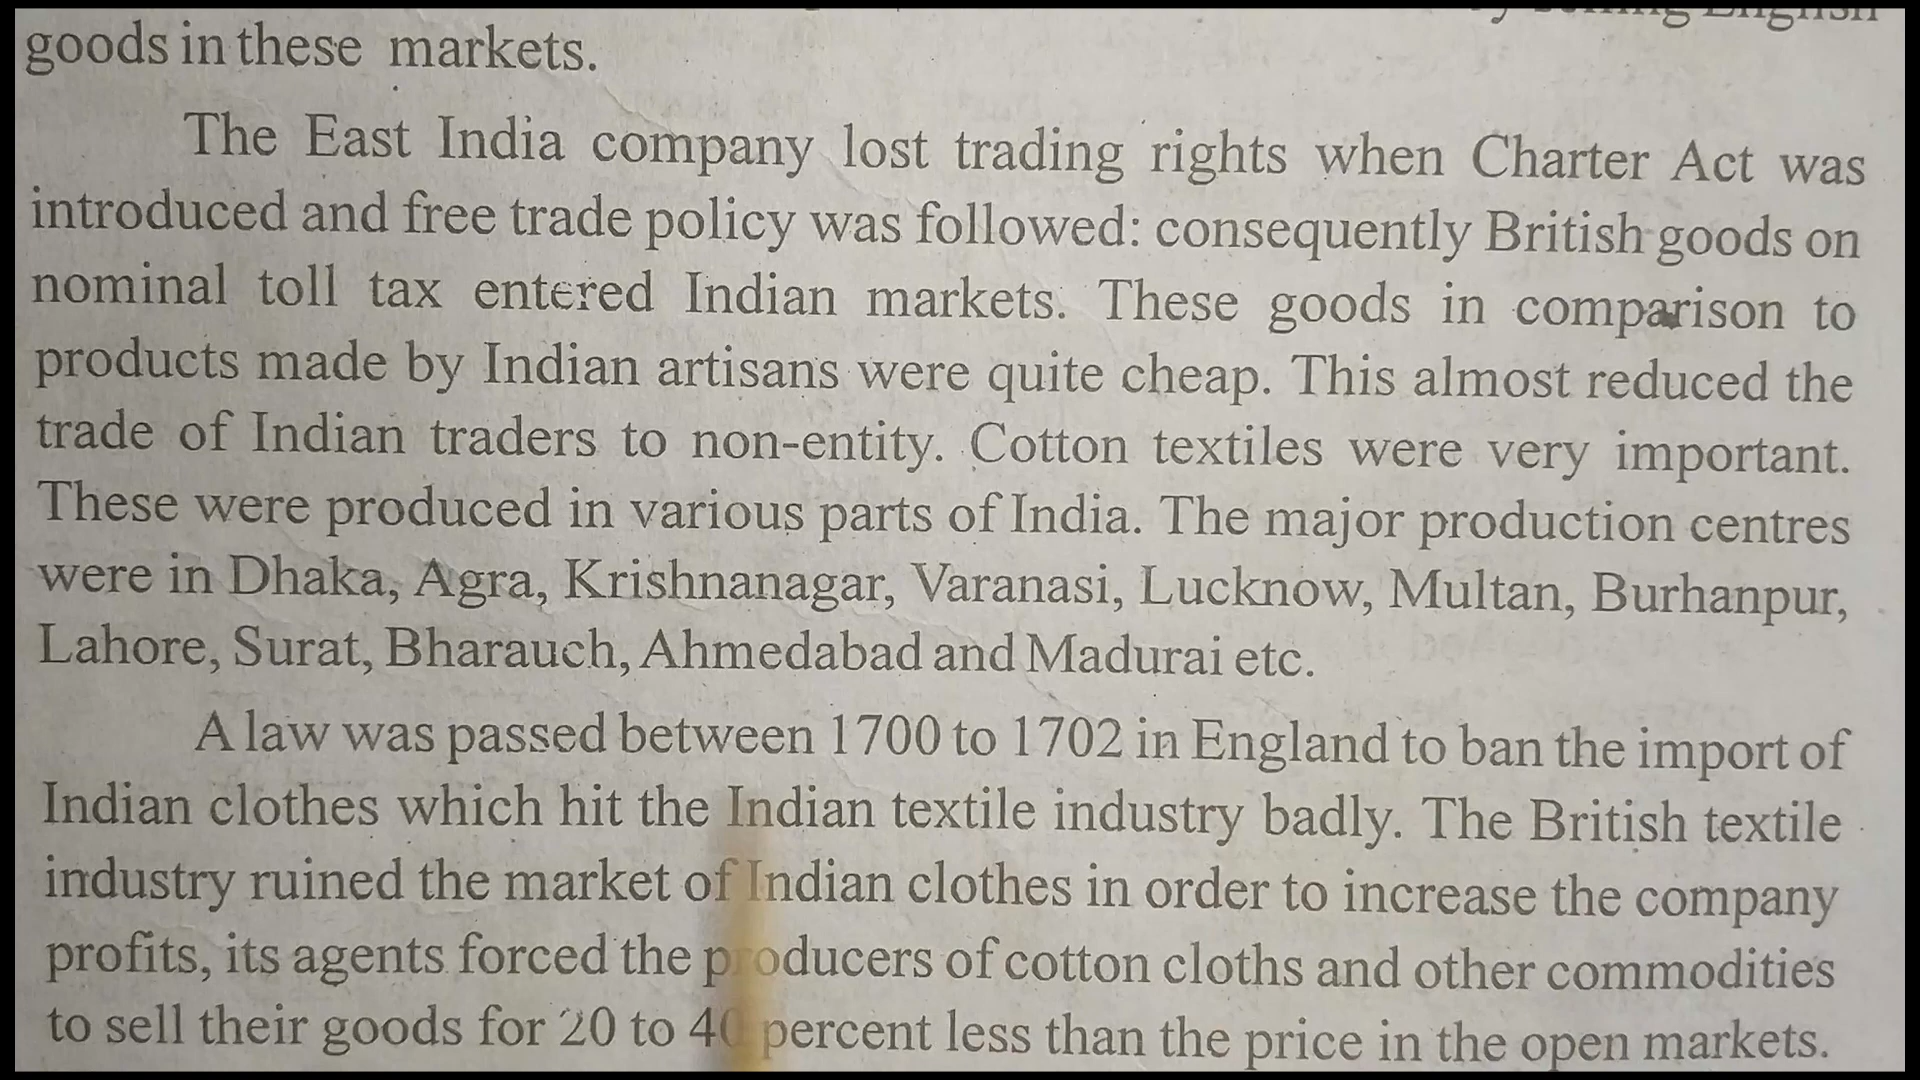 English
goods in these markets.
The East India company lost trading rights when Charter Act was
introduced and free trade policy was followed: consequently British goods on
nominal toll tax entered Indian markets. These goods in comparison to
products made by Indian artisans were quite cheap. This almost reduced the
trade of Indian traders to non-entity. Cotton textiles were very important.
These were produced in various parts of India. The major production centres
were in Dhaka, Agra, Krishnanagar, Varanasi, Lucknow, Multan, Burhanpur,
Lahore, Surat, Bharauch, Ahmedabad and Madurai etc.
A law was passed between 1700 to 1702 in England to ban the import of
Indian clothes which hit the Indian textile industry badly. The British textile
industry ruined the market of Indian clothes in order to increase the company
profits, its agents forced the producers of cotton cloths and other commodities
to sell their goods for 20 to 40 percent less than the price in the open markets.